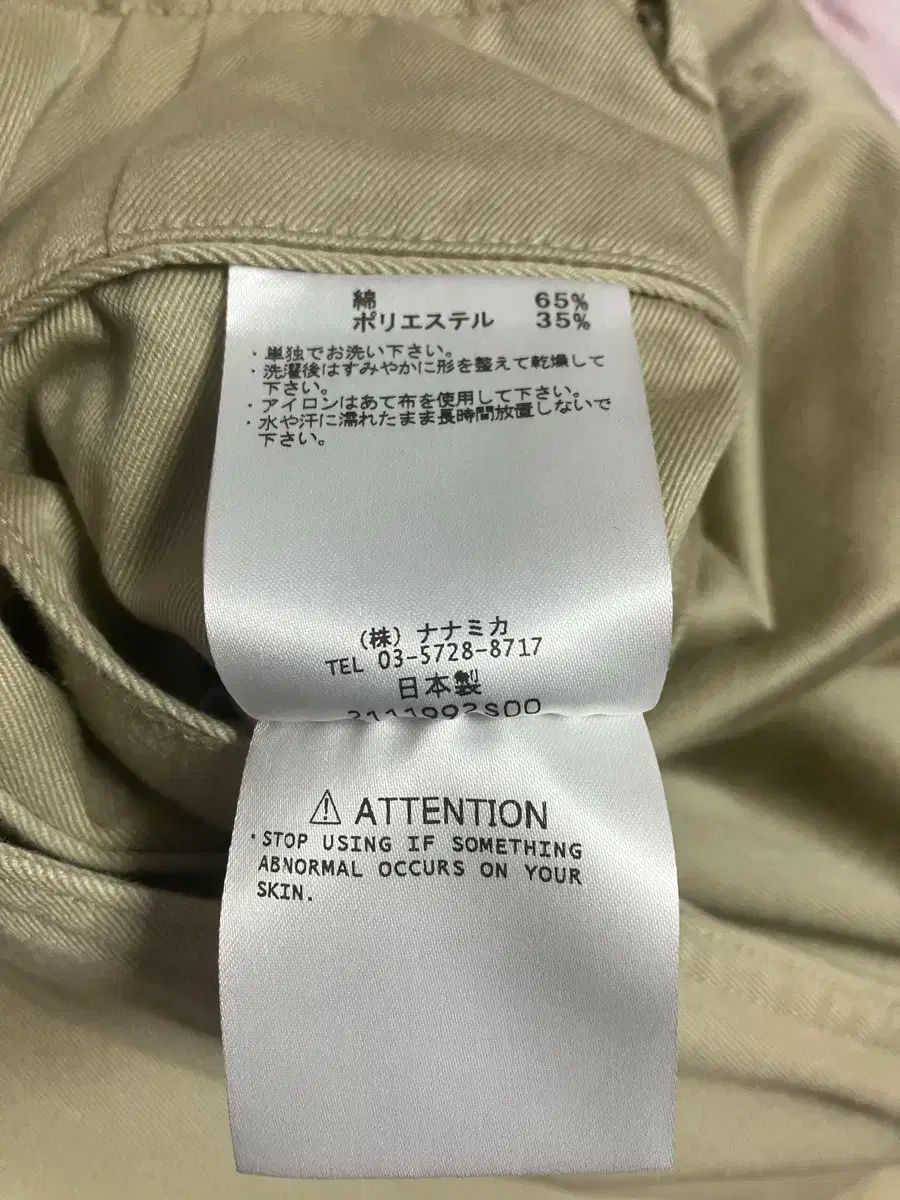 綿 65%
ポリエステル 35%
・単独でお洗い下さい。
・洗濯後はすみやかに形を整えて乾燥して
下さい。
・アイロンはあて布を使用して下さい。
・水や汗に濡れたまま長時間放置しないで
下さい。
(株) ナナミカ
TEL 03-5728-8717
日本製
2111992S00
⚠ ATTENTION
・STOP USING IF SOMETHING
ABNORMAL OCCURS ON YOUR
SKIN.